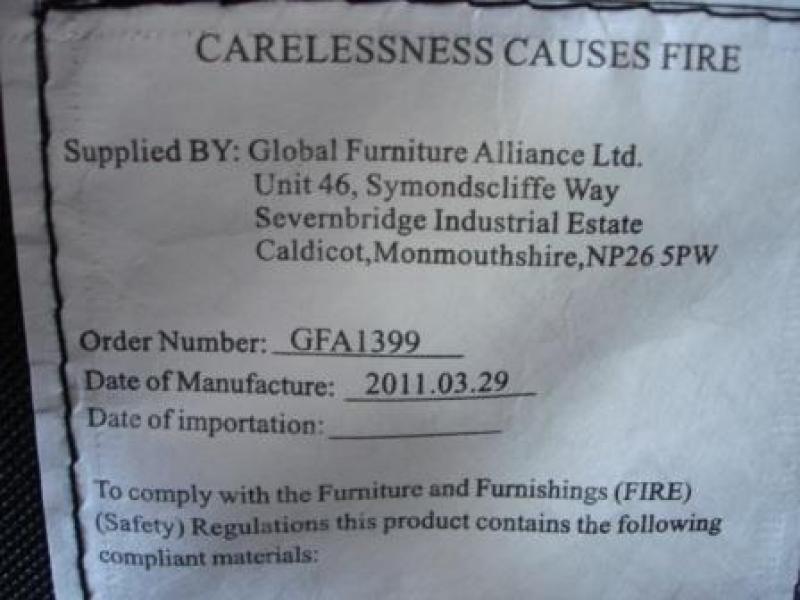 CARELESSNESS CAUSES FIRE
Supplied BY: Global Furniture Alliance Ltd.
Unit 46, Symondscliffe Way
Severnbridge Industrial Estate
Caldicot,Monmouthshire,NP26 5PW
Order Number: GFA1399
Date of Manufacture: 2011.03.29
Date of importation:
To comply with the Furniture and Furnishings (FIRE)
(Safety) Regulations this product contains the following
compliant materials: